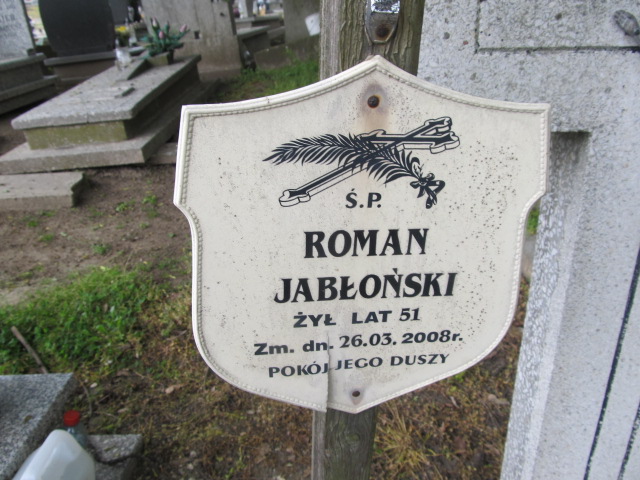 Ś.P.
ROMAN
JABŁOŃSKI
ŻYŁ LAT 51
Zm. dn. 26.03.2008r.
POKÓJ JEGO DUSZY